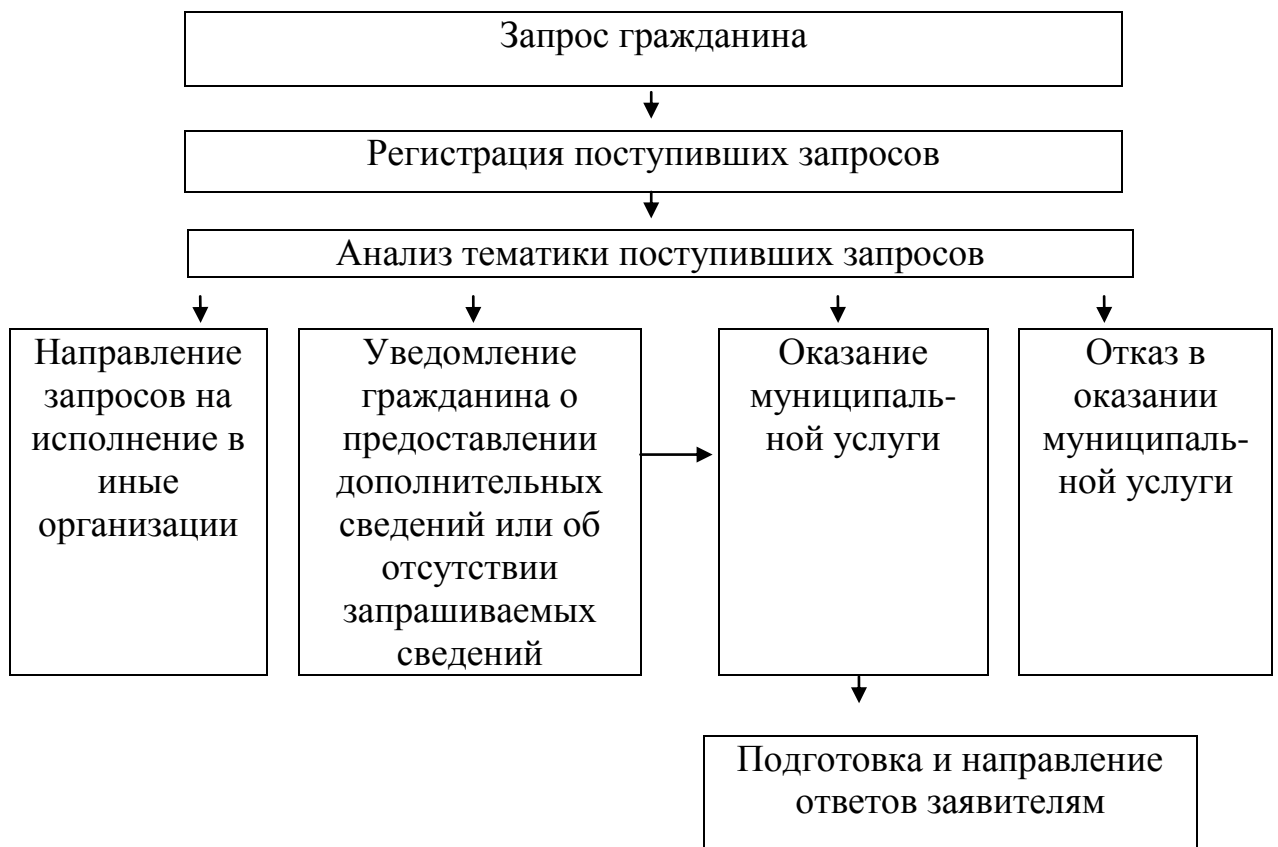 Запрос гражданина
Регистрация поступивших запросов
Анализ тематики поступивших запросов
Направление
запросов на
исполнение в
иные
организации
Уведомление
гражданина о
предоставлении
дополнительных
сведений или об
отсутствии
запрашиваемых
сведений
Оказание
муниципаль-
ной услуги
Отказ в
оказании
муниципаль-
ной услуги
Подготовка и направление
ответов заявителям